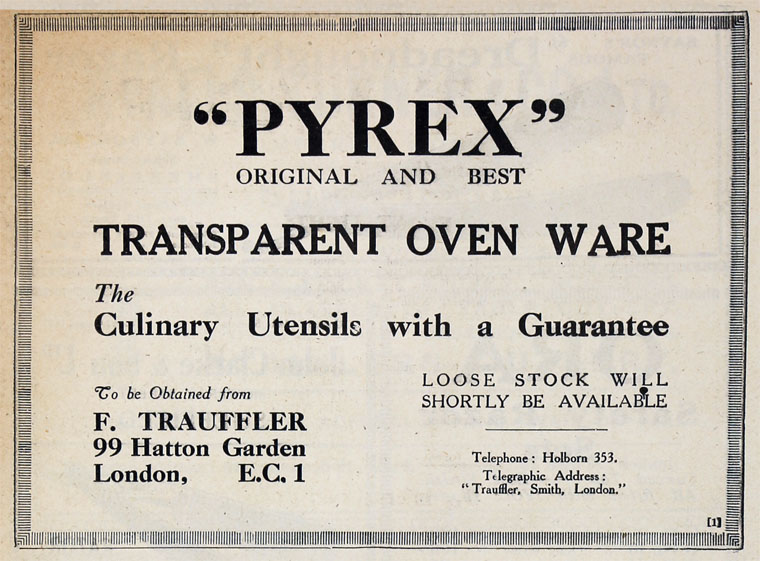 "PYREX"
ORIGINAL AND BEST
TRANSPARENT OVEN WARE
The
Culinary Utensils with a Guarantee
To be Obtained from
F. TRAUFFLER
99 Hatton Garden
London, E.C. 1
LOOSE STOCK WILL
SHORTLY BE AVAILABLE
Telephone: Holborn 353.
Telegraphic Address:
"Trauffler, Smith, London."
[1]